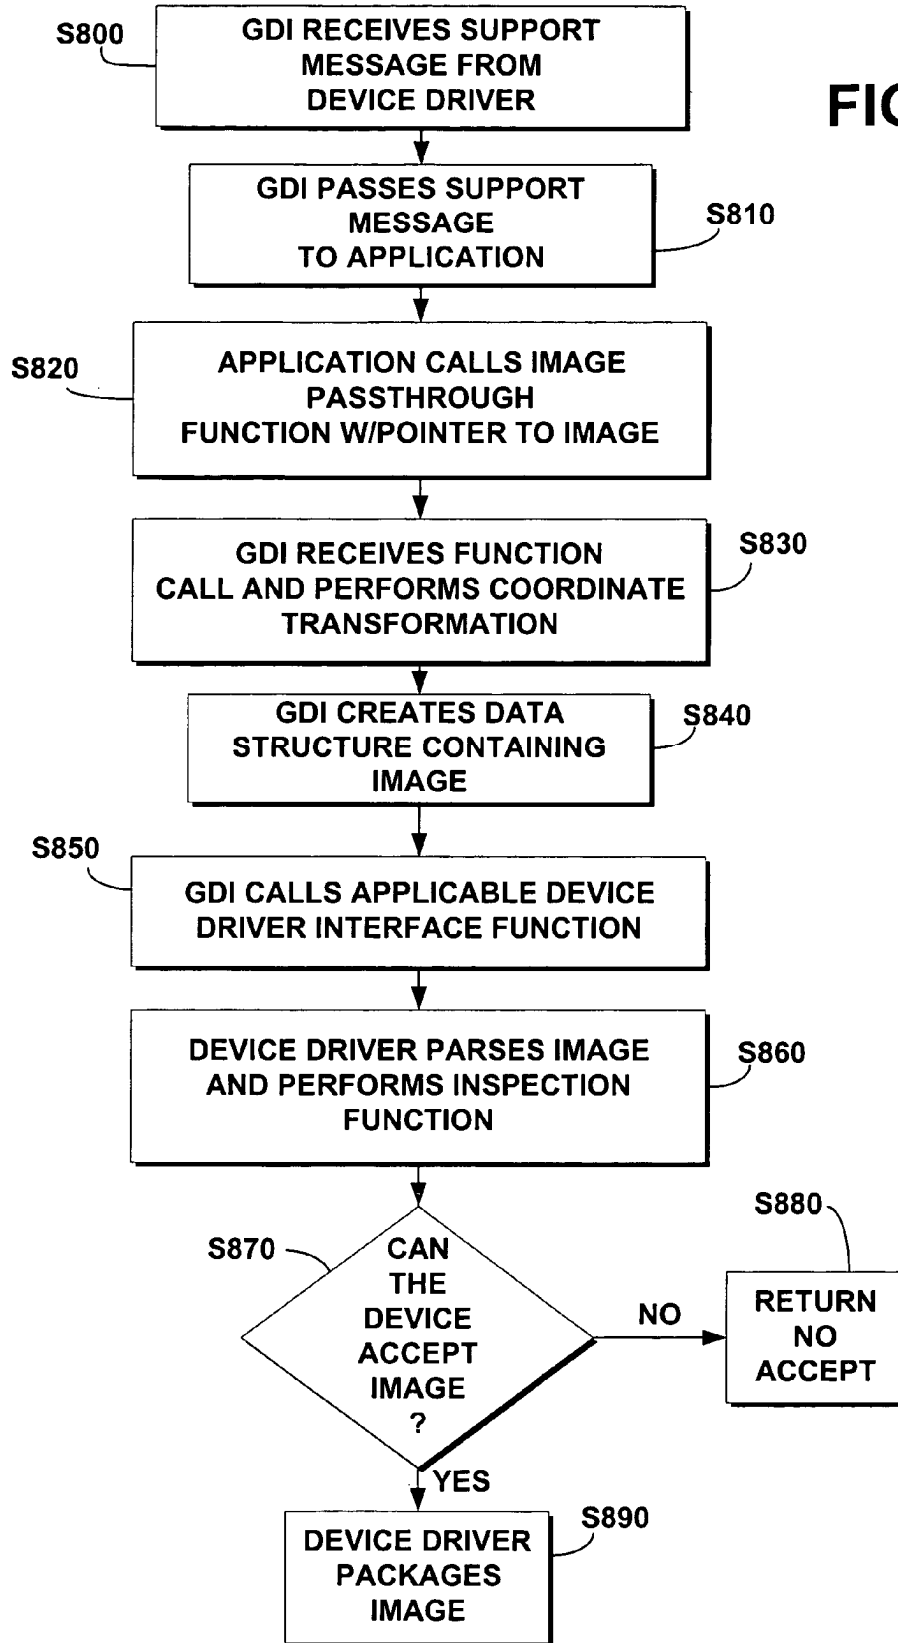 S800
GDI RECEIVES SUPPORT
MESSAGE FROM
DEVICE DRIVER
FIG
GDI PASSES SUPPORT
MESSAGE
TO APPLICATION
S810
S820
APPLICATION CALLS IMAGE
PASSTHROUGH
FUNCTION W/POINTER TO IMAGE
GDI RECEIVES FUNCTION
CALL AND PERFORMS COORDINATE
TRANSFORMATION
S830
GDI CREATES DATA
STRUCTURE CONTAINING
IMAGE
S840
S850
GDI CALLS APPLICABLE DEVICE
DRIVER INTERFACE FUNCTION
DEVICE DRIVER PARSES IMAGE
AND PERFORMS INSPECTION
FUNCTION
S860
S870
CAN
THE
DEVICE
ACCEPT
IMAGE
?
NO
S880
RETURN
NO
ACCEPT
YES
DEVICE DRIVER
PACKAGES
IMAGE
S890